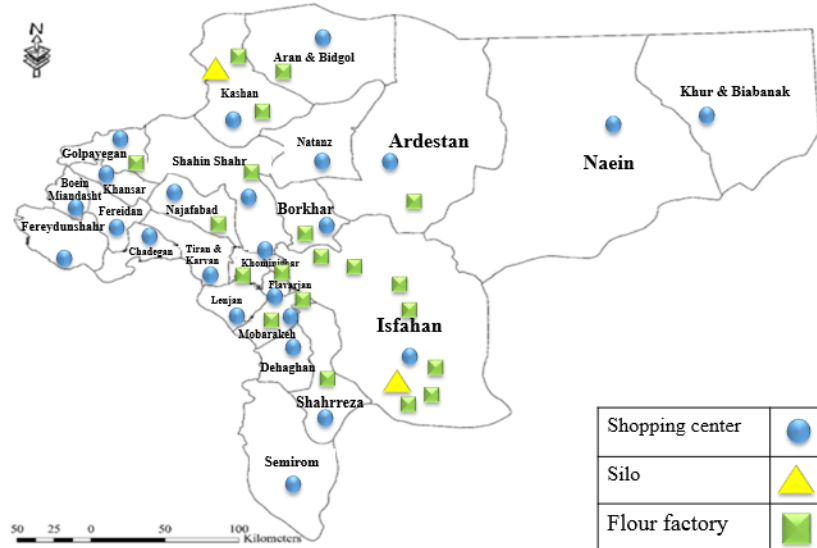 N
Aran & Bidgol
Kashan
Khur & Biabanak
Natanz
Ardestan
Naein
Golpayegan
Shahin Shahr
Khansar
Boein
Miandasht
Fereidan
Najafabad
Borkhar
Fereydunshahr
Chadegan
Tiran &
Karvan
Khominishar
Flavarjan
Lenjan
Isfahan
Mobarakeh
Dehaghan
Shahrreza
Semirom
Shopping center
Silo
Flour factory
50 25 0 50 100
Kilometers